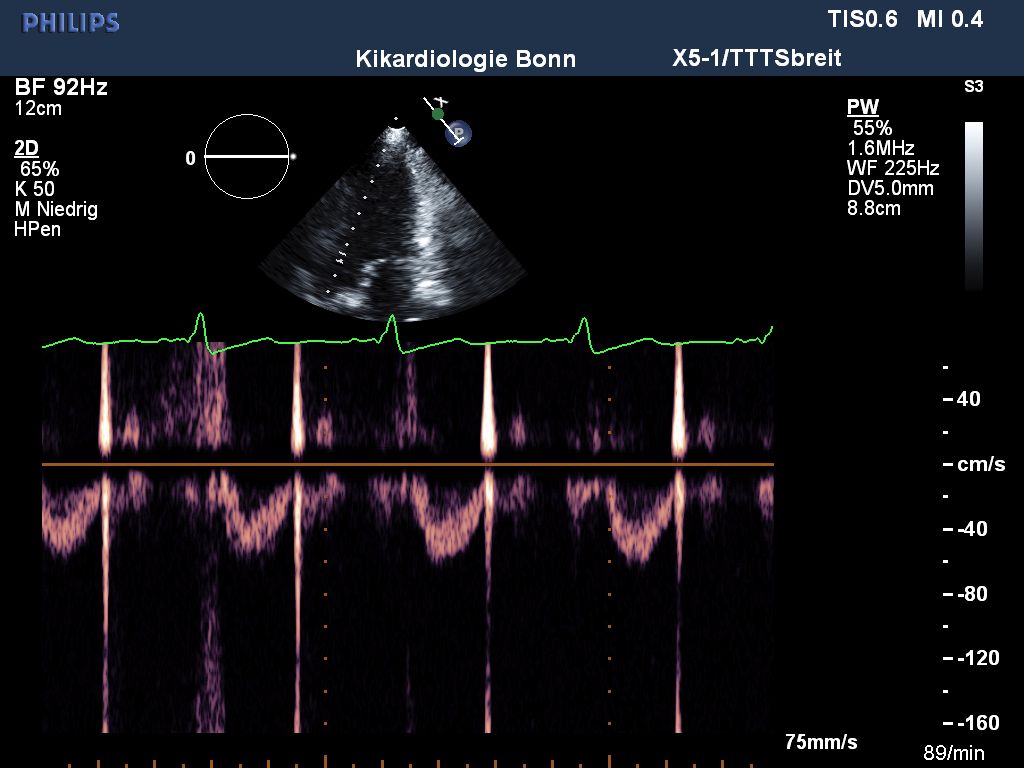 PHILIPS
TIS0.6 MI 0.4
Kikardiologie Bonn
X5-1/TTTSbreit
BF 92Hz
12cm
2D
65%
K 50
M Niedrig
HPen
0
X
P
S3
PW
55%
1.6MHz
WF 225Hz
DV5.0mm
8.8cm
40
cm/s
-40
-80
-120
-160
75mm/s
89/min